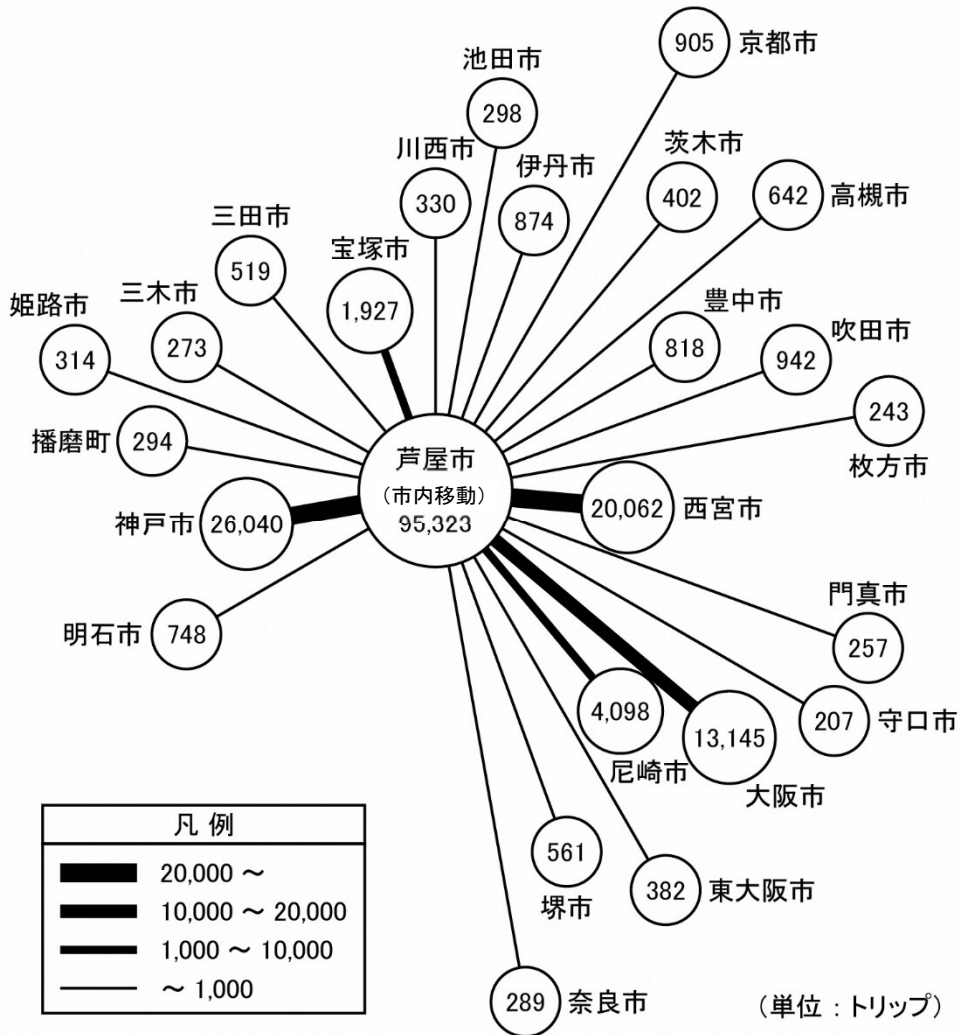 905 京都市
池田市
298
川西市
330
伊丹市
874
茨木市
402
642 高槻市
三田市
519
宝塚市
1,927
姫路市
314
三木市
273
豊中市
818
吹田市
942
243
枚方市
播磨町 294
芦屋市
(市内移動)
95,323
神戸市 26,040
20,062 西宮市
明石市 748
門真市
257
207 守口市
4,098
尼崎市
13,145
大阪市
561
堺市
382 東大阪市
289 奈良市
凡 例
20,000 ~
10,000 ~ 20,000
1,000 ~ 10,000
~ 1,000
(単位:トリップ)